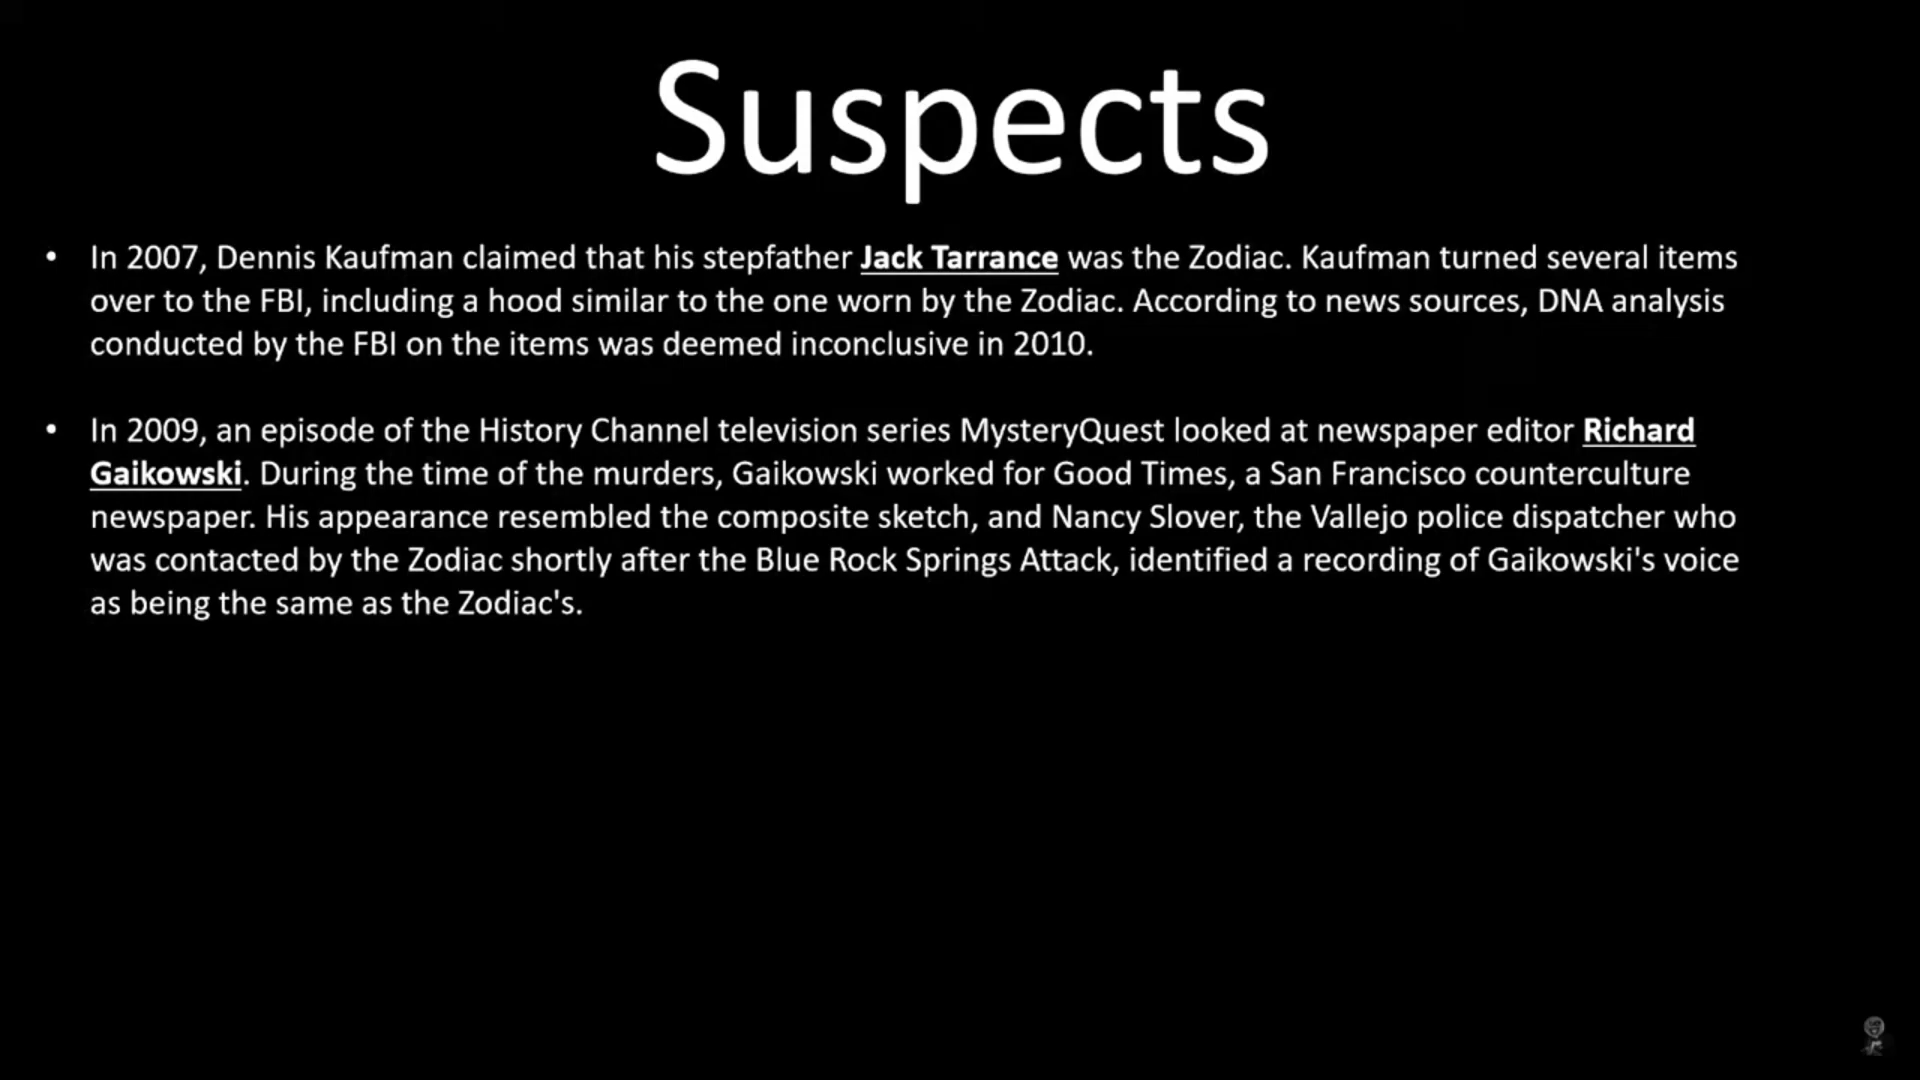 Suspects
• In 2007, Dennis Kaufman claimed that his stepfather Jack Tarrance was the Zodiac. Kaufman turned several items
over to the FBI, including a hood similar to the one worn by the Zodiac. According to news sources, DNA analysis
conducted by the FBI on the items was deemed inconclusive in 2010.
• In 2009, an episode of the History Channel television series MysteryQuest looked at newspaper editor Richard
Gaikowski. During the time of the murders, Gaikowski worked for Good Times, a San Francisco counterculture
newspaper. His appearance resembled the composite sketch, and Nancy Slover, the Vallejo police dispatcher who
was contacted by the Zodiac shortly after the Blue Rock Springs Attack, identified a recording of Gaikowski's voice
as being the same as the Zodiac's.